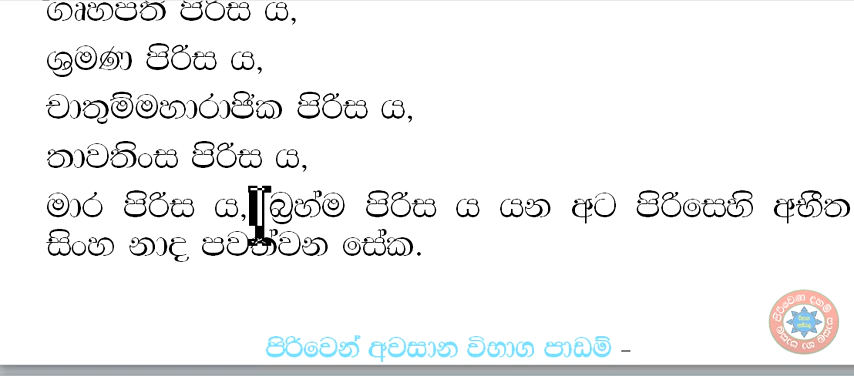 ගෘහපති පිරිස ය,
ශ්‍රමණ පිරිස ය,
චාතුම්මහාරාජික පිරිස ය,
තාවතිංස පිරිස ය,
මාර පිරිස ය, බ්‍රහ්ම පිරිස ය යන අට පිරිසෙහි අභීත
සිංහ නාද පවත්වන සේක.
පිරිවෙන් අවසාන විභාග පාඩම් –